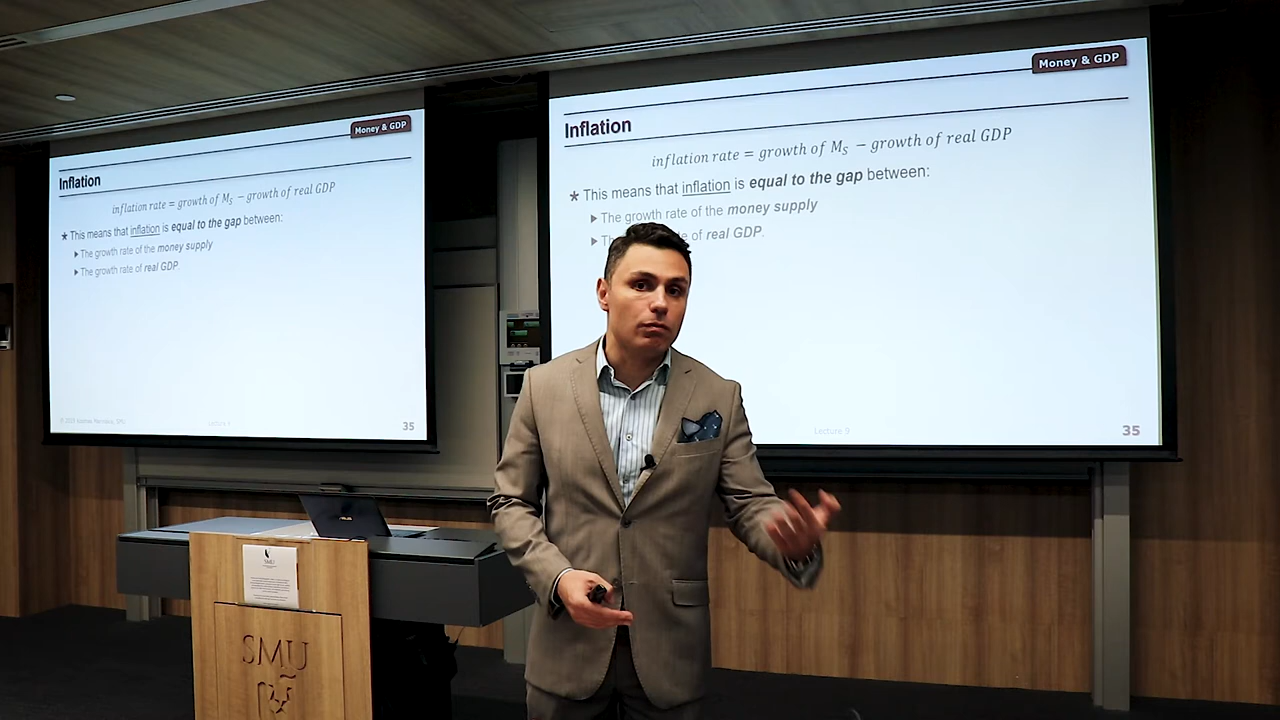 Money & GDP
Inflation
inflation rate = growth of M_S − growth of real GDP
★ This means that inflation is equal to the gap between:
▶ The growth rate of the money supply
▶ The growth rate of real GDP.
35
Money & GDP
Inflation
inflation rate = growth of M_S − growth of real GDP
★ This means that inflation is equal to the gap between:
▶ The growth rate of the money supply
▶ of real GDP.
Lecture 9
35
ASUS
SMU
SMU